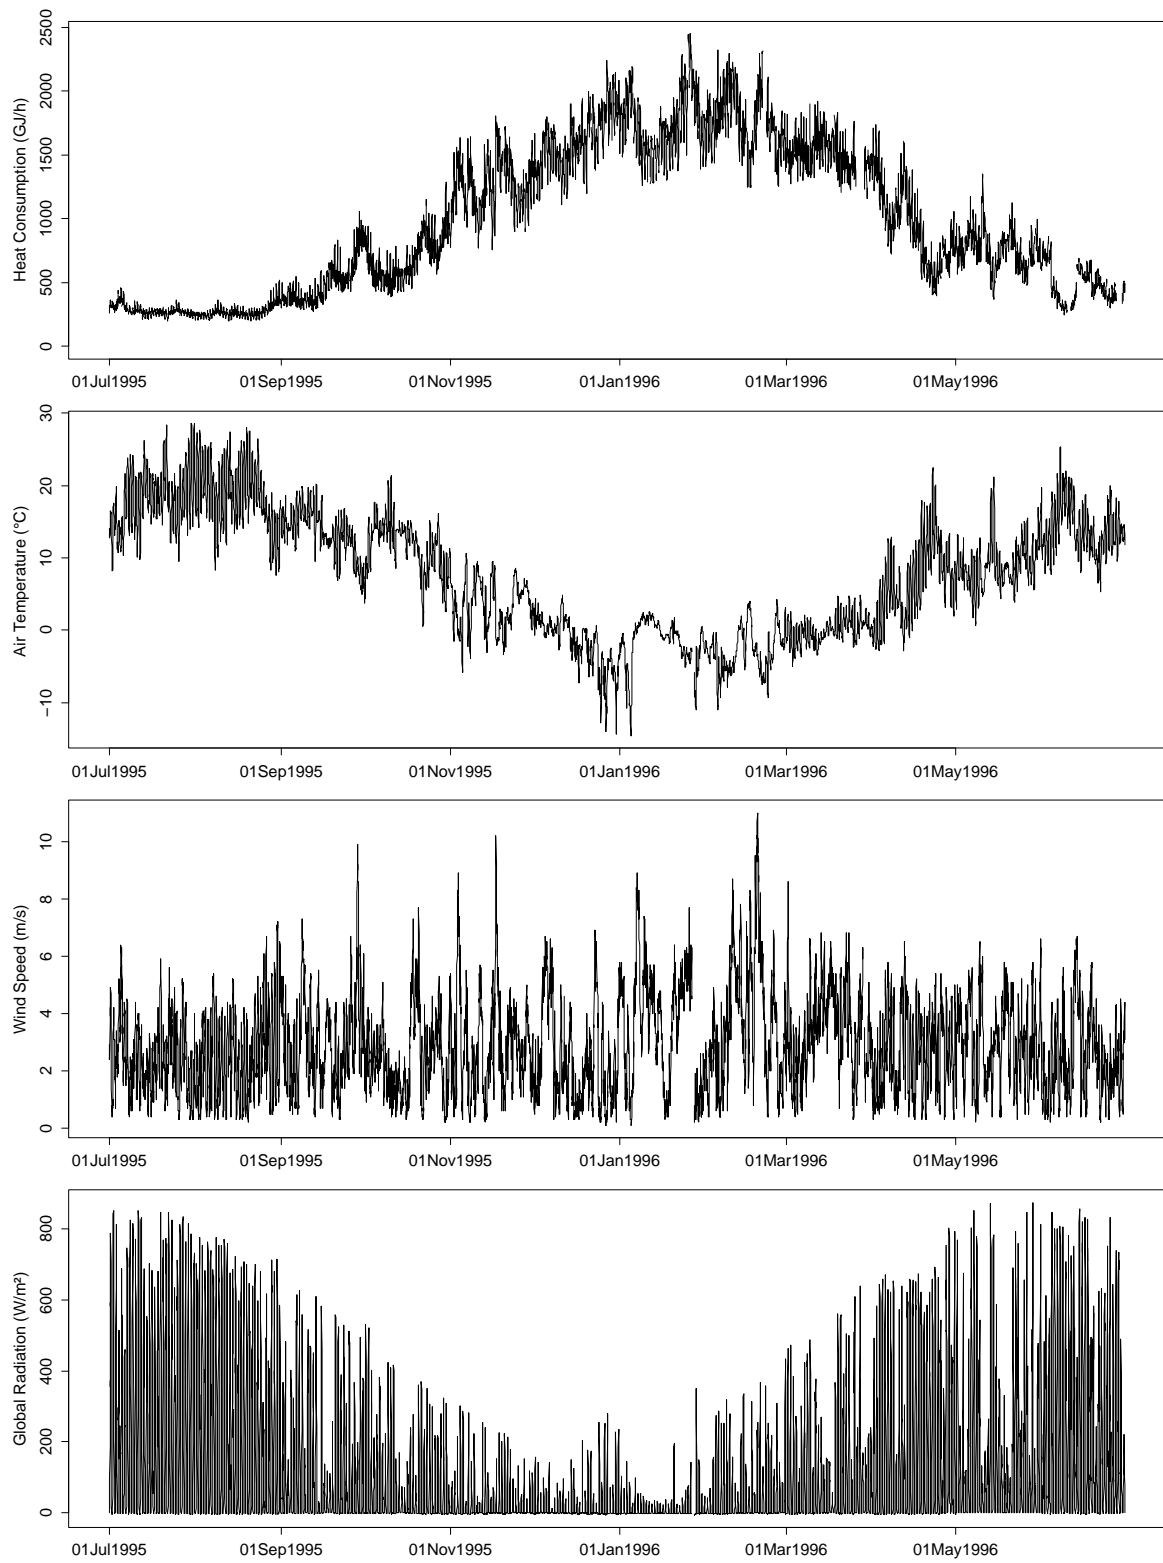 Heat Consumption (GJ/h)
0
500
1000
1500
2000
2500
01Jul1995 01Sep1995 01Nov1995 01Jan1996 01Mar1996 01May1996
Air Temperature (°C)
−10
0
10
20
30
01Jul1995 01Sep1995 01Nov1995 01Jan1996 01Mar1996 01May1996
Wind Speed (m/s)
0
2
4
6
8
10
01Jul1995 01Sep1995 01Nov1995 01Jan1996 01Mar1996 01May1996
Global Radiation (W/m²)
0
200
400
600
800
01Jul1995 01Sep1995 01Nov1995 01Jan1996 01Mar1996 01May1996